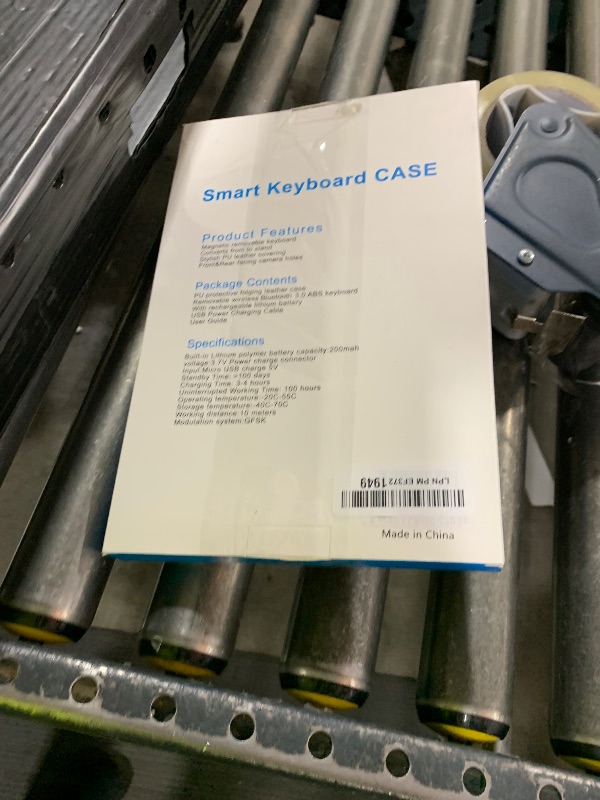 Smart Keyboard CASE
Product Features
Magnetic removable keyboard
Converts from to stand
Stylish PU leather covering
Front&Rear facing camera holes
Package Contents
PU protective folging leather case
Removable wireless Bluetooth 3.0 ABS keyboard
With rechargeable lithium battery
USB Power Charging Cable
User Guide
Specifications
Built-in Lithium polymer battery capacity:200mah
voltage:3.7V Power charge connector
Input:Micro USB charge 5V
Standby Time: >100 days
Charging Time: 3-4 hours
Uninterrupted Working Time: 100 hours
Operating temperature:-20C-55C
Storage temperature:-40C-70C
Working distance:10 meters
Modulation system:GFSK
LPN PM EF372 1949
Made in China